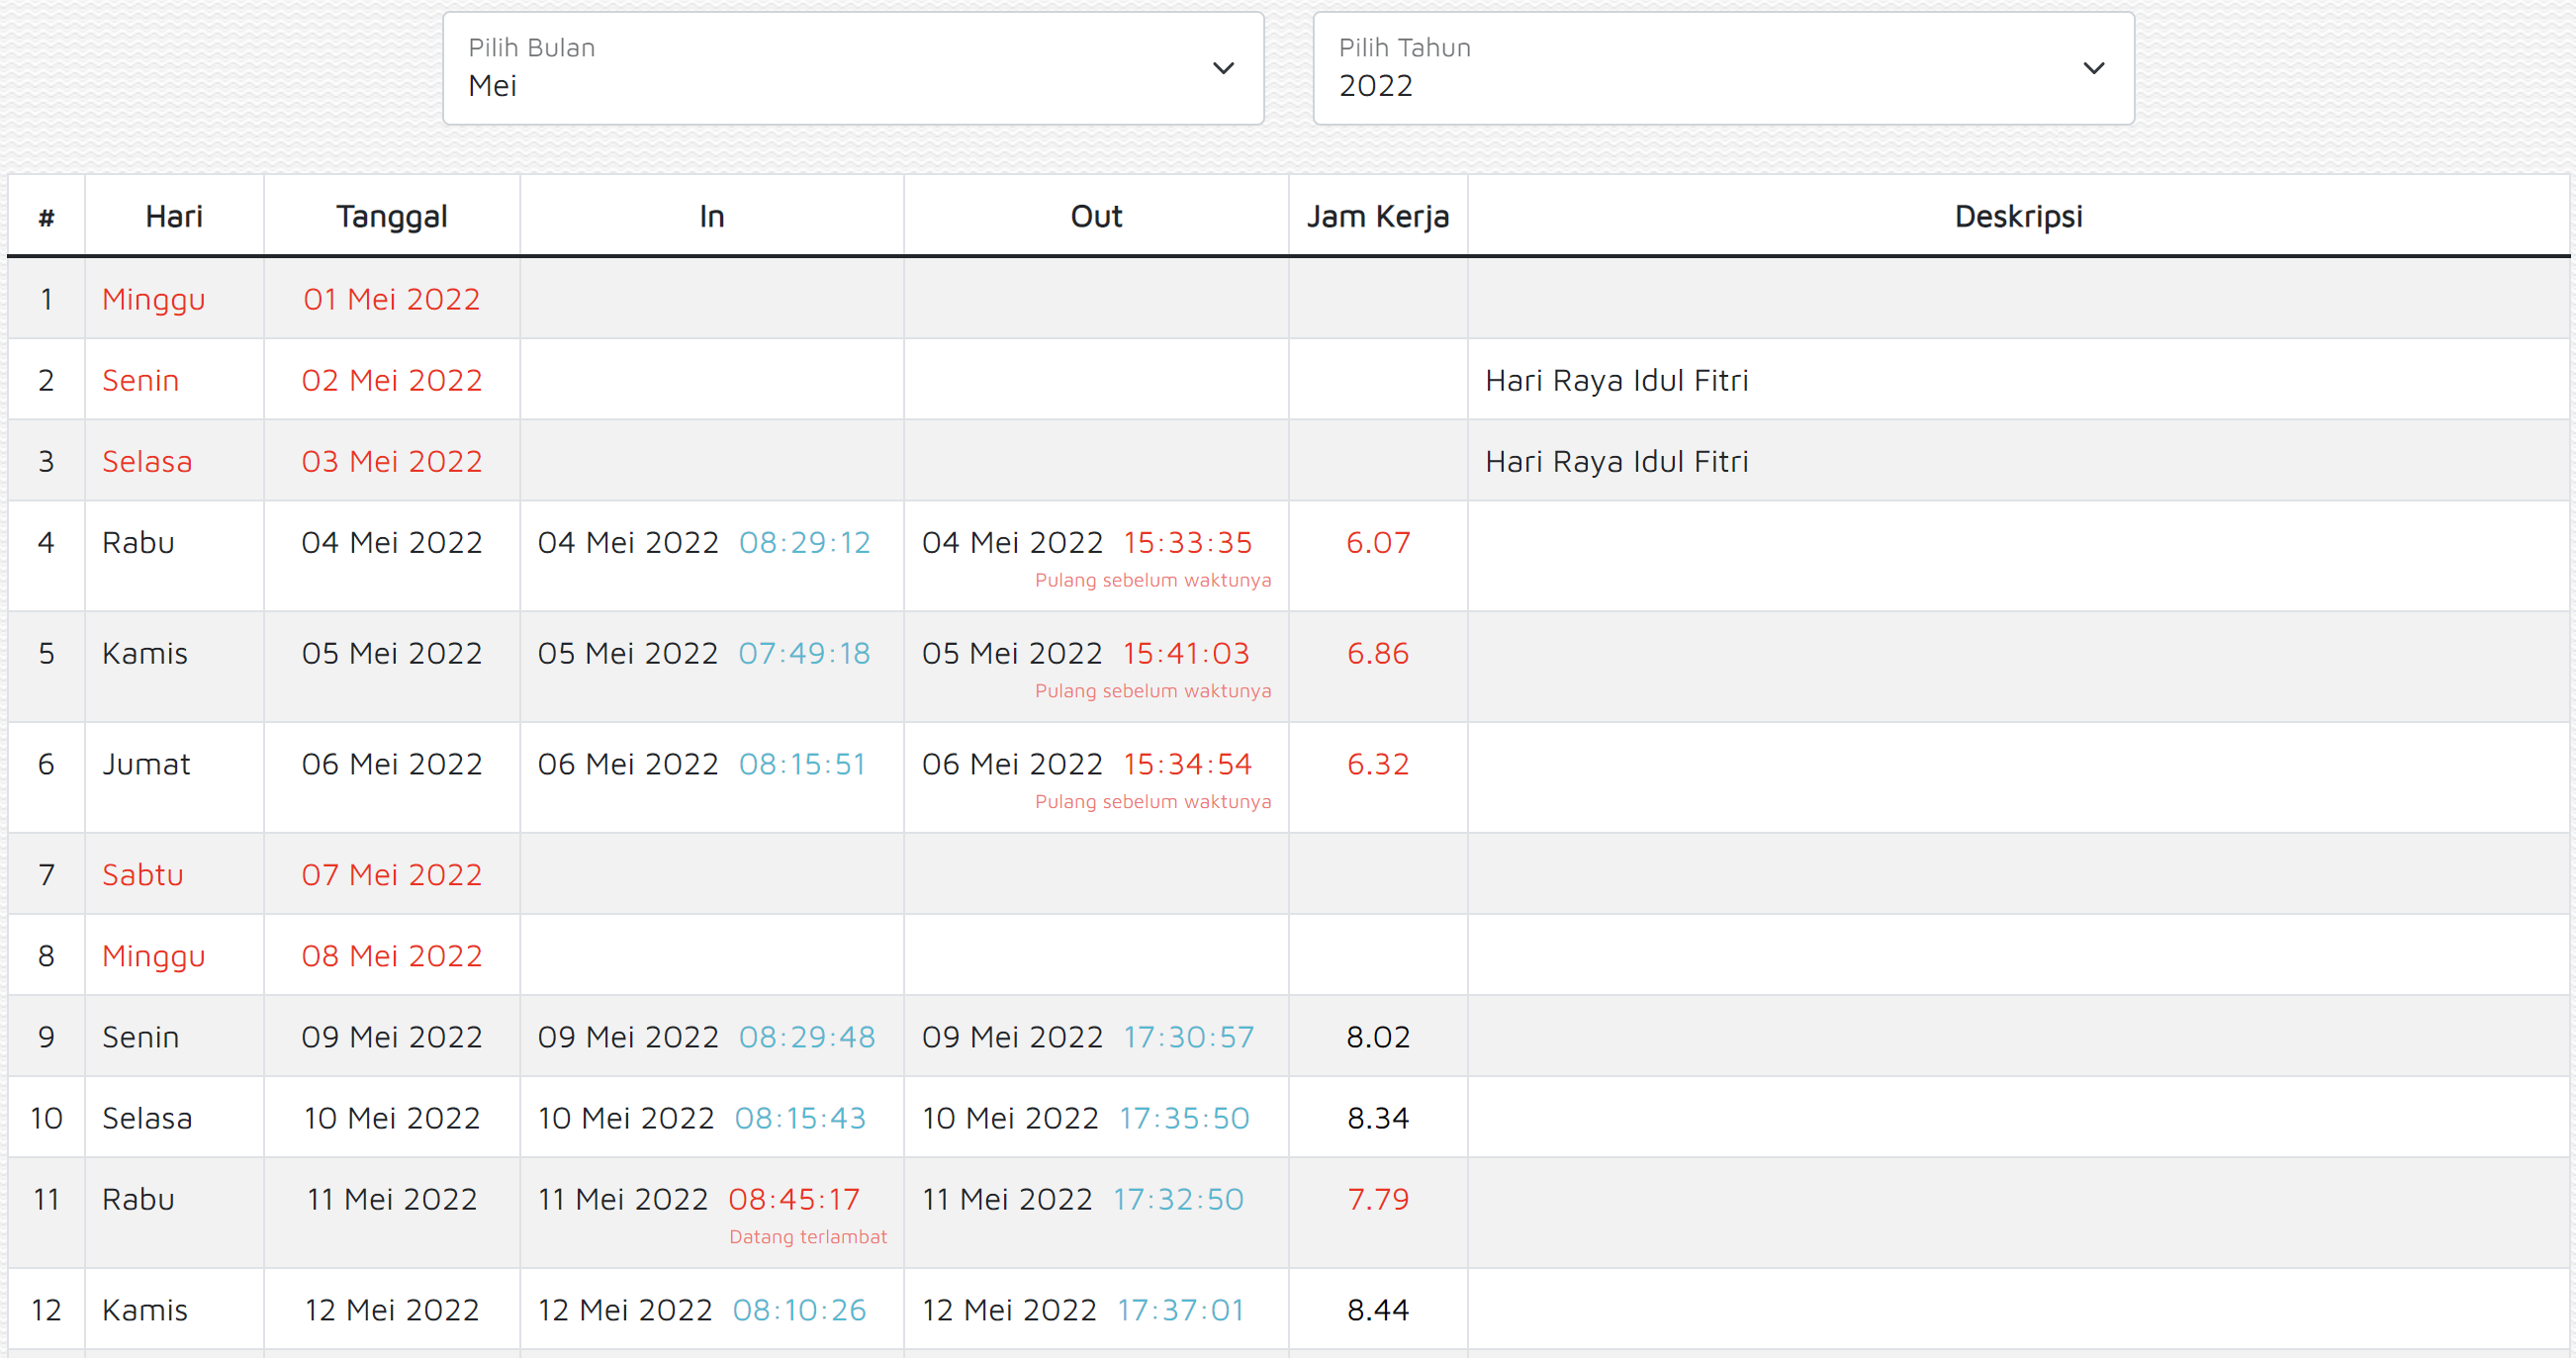 Pilih Bulan
Mei
Pilih Tahun
2022
# Hari Tanggal In Out Jam Kerja Deskripsi
1 Minggu 01 Mei 2022
2 Senin 02 Mei 2022 Hari Raya Idul Fitri
3 Selasa 03 Mei 2022 Hari Raya Idul Fitri
4 Rabu 04 Mei 2022 04 Mei 2022 08:29:12 04 Mei 2022 15:33:35 6.07
Pulang sebelum waktunya
5 Kamis 05 Mei 2022 05 Mei 2022 07:49:18 05 Mei 2022 15:41:03 6.86
Pulang sebelum waktunya
6 Jumat 06 Mei 2022 06 Mei 2022 08:15:51 06 Mei 2022 15:34:54 6.32
Pulang sebelum waktunya
7 Sabtu 07 Mei 2022
8 Minggu 08 Mei 2022
9 Senin 09 Mei 2022 09 Mei 2022 08:29:48 09 Mei 2022 17:30:57 8.02
10 Selasa 10 Mei 2022 10 Mei 2022 08:15:43 10 Mei 2022 17:35:50 8.34
11 Rabu 11 Mei 2022 11 Mei 2022 08:45:17 11 Mei 2022 17:32:50 7.79
Datang terlambat
12 Kamis 12 Mei 2022 12 Mei 2022 08:10:26 12 Mei 2022 17:37:01 8.44